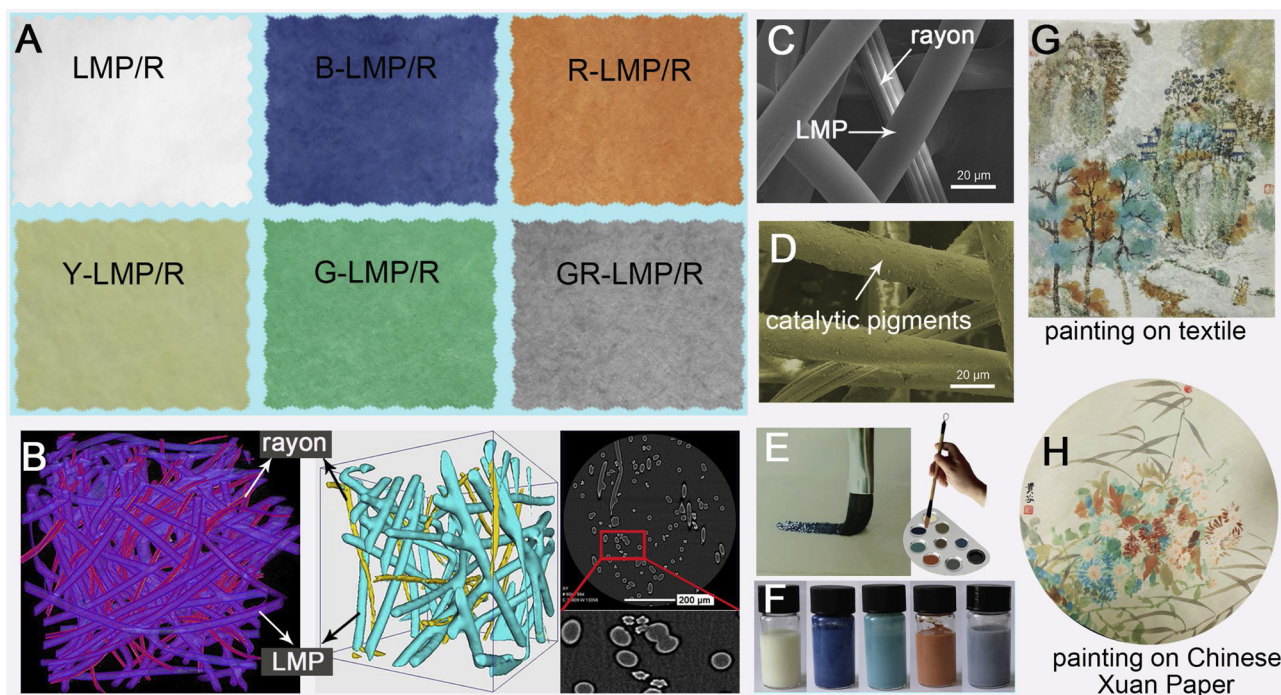 A
LMP/R
B-LMP/R
R-LMP/R
Y-LMP/R
G-LMP/R
GR-LMP/R
B
rayon
LMP
200 µm
C
rayon
LMP
20 µm
D
catalytic pigments
20 µm
E
F
G
painting on textile
H
painting on Chinese
Xuan Paper